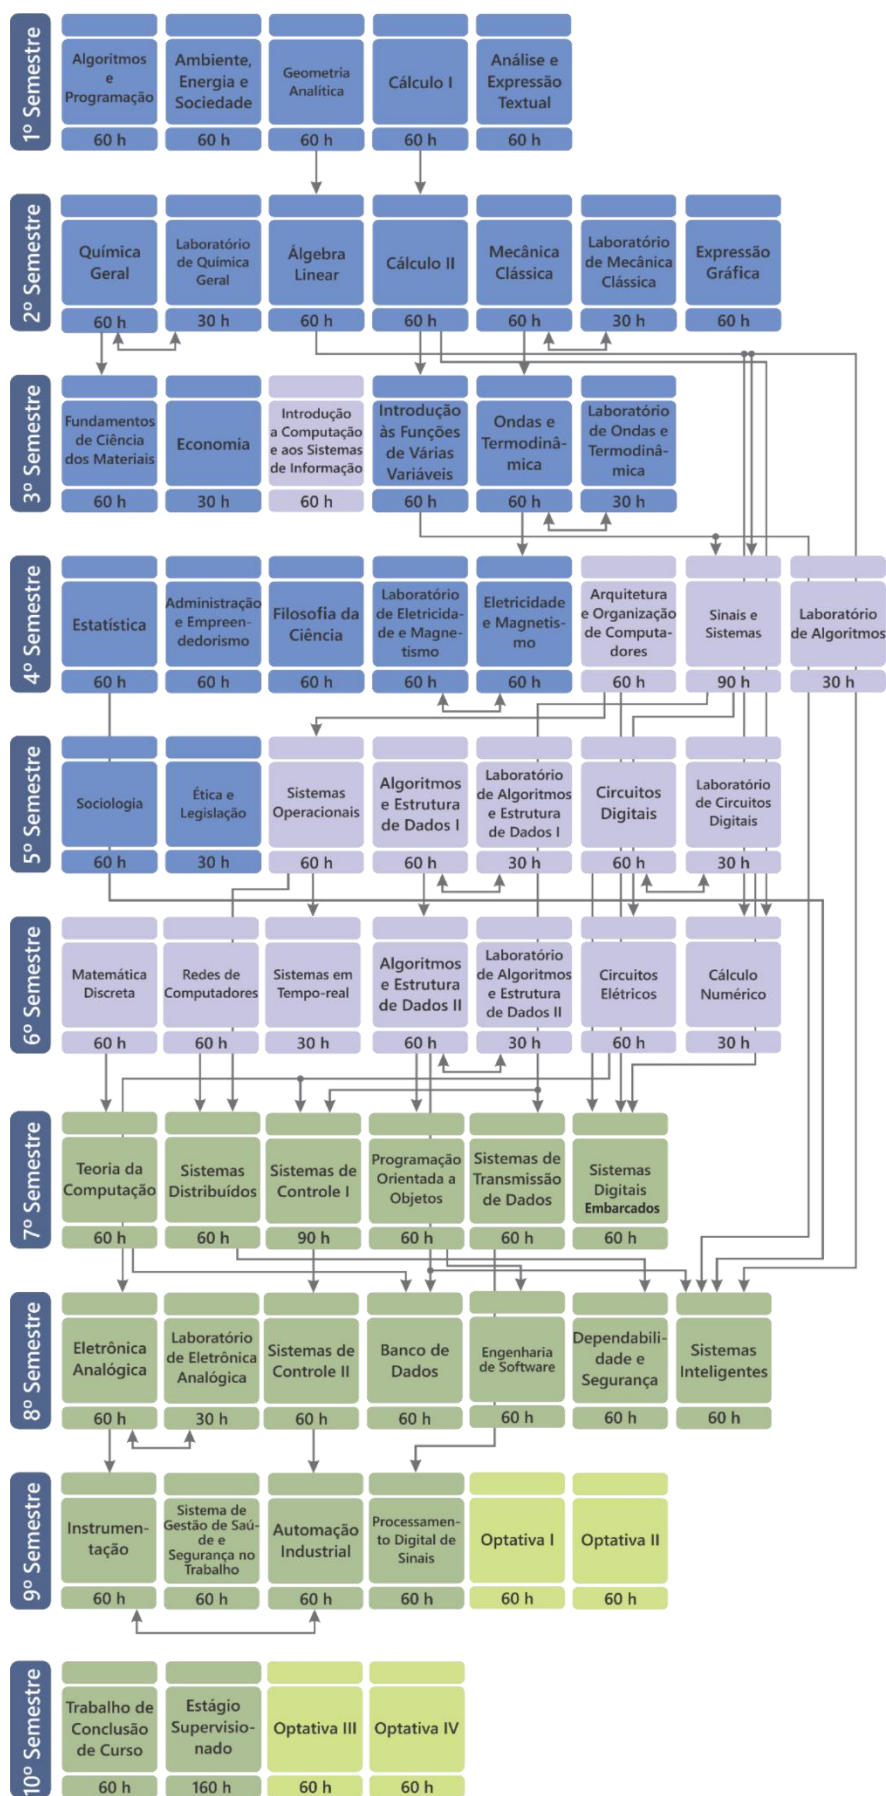 1º Semestre
Algoritmos
e
Programação
60 h
Ambiente,
Energia e
Sociedade
60 h
Geometria
Analítica
60 h
Cálculo I
60 h
Análise e
Expressão
Textual
60 h
2º Semestre
Química
Geral
60 h
Laboratório
de Química
Geral
30 h
Álgebra
Linear
60 h
Cálculo II
60 h
Mecânica
Clássica
60 h
Laboratório
de Mecânica
Clássica
30 h
Expressão
Gráfica
60 h
3º Semestre
Fundamentos
de Ciência
dos Materiais
60 h
Economia
30 h
Introdução
a Computação
e aos Sistemas
de Informação
60 h
Introdução
às Funções
de Várias
Variáveis
60 h
Ondas e
Termodinâ-
mica
60 h
Laboratório
de Ondas e
Termodinâ-
mica
30 h
4º Semestre
Estatística
60 h
Administração
e Empreen-
dedorismo
60 h
Filosofia da
Ciência
60 h
Laboratório
de Eletricida-
de e Magne-
tismo
60 h
Eletricidade
e Magnetis-
mo
60 h
Arquitetura
e Organização
de Computa-
dores
60 h
Sinais e
Sistemas
90 h
Laboratório
de Algoritmos
30 h
5º Semestre
Sociologia
60 h
Ética e
Legislação
30 h
Sistemas
Operacionais
60 h
Algoritmos
e Estrutura
de Dados I
60 h
Laboratório
de Algoritmos
e Estrutura
de Dados I
30 h
Circuitos
Digitais
60 h
Laboratório
de Circuitos
Digitais
30 h
6º Semestre
Matemática
Discreta
60 h
Redes de
Computadores
60 h
Sistemas em
Tempo-real
30 h
Algoritmos
e Estrutura
de Dados II
60 h
Laboratório
de Algoritmos
e Estrutura
de Dados II
30 h
Circuitos
Elétricos
60 h
Cálculo
Numérico
30 h
7º Semestre
Teoria da
Computação
60 h
Sistemas
Distribuídos
60 h
Sistemas de
Controle I
90 h
Programação
Orientada a
Objetos
60 h
Sistemas de
Transmissão
de Dados
60 h
Sistemas
Digitais
Embarcados
60 h
8º Semestre
Eletrônica
Analógica
60 h
Laboratório
de Eletrônica
Analógica
30 h
Sistemas de
Controle II
60 h
Banco de
Dados
60 h
Engenharia
de Software
60 h
Dependabili-
dade e
Segurança
60 h
Sistemas
Inteligentes
60 h
9º Semestre
Instrumen-
tação
60 h
Sistema de
Gestão de Saú-
de e
Segurança no
Trabalho
60 h
Automação
Industrial
60 h
Processamen-
to Digital de
Sinais
60 h
Optativa I
60 h
Optativa II
60 h
10º Semestre
Trabalho de
Conclusão
de Curso
60 h
Estágio
Supervisio-
nado
160 h
Optativa III
60 h
Optativa IV
60 h